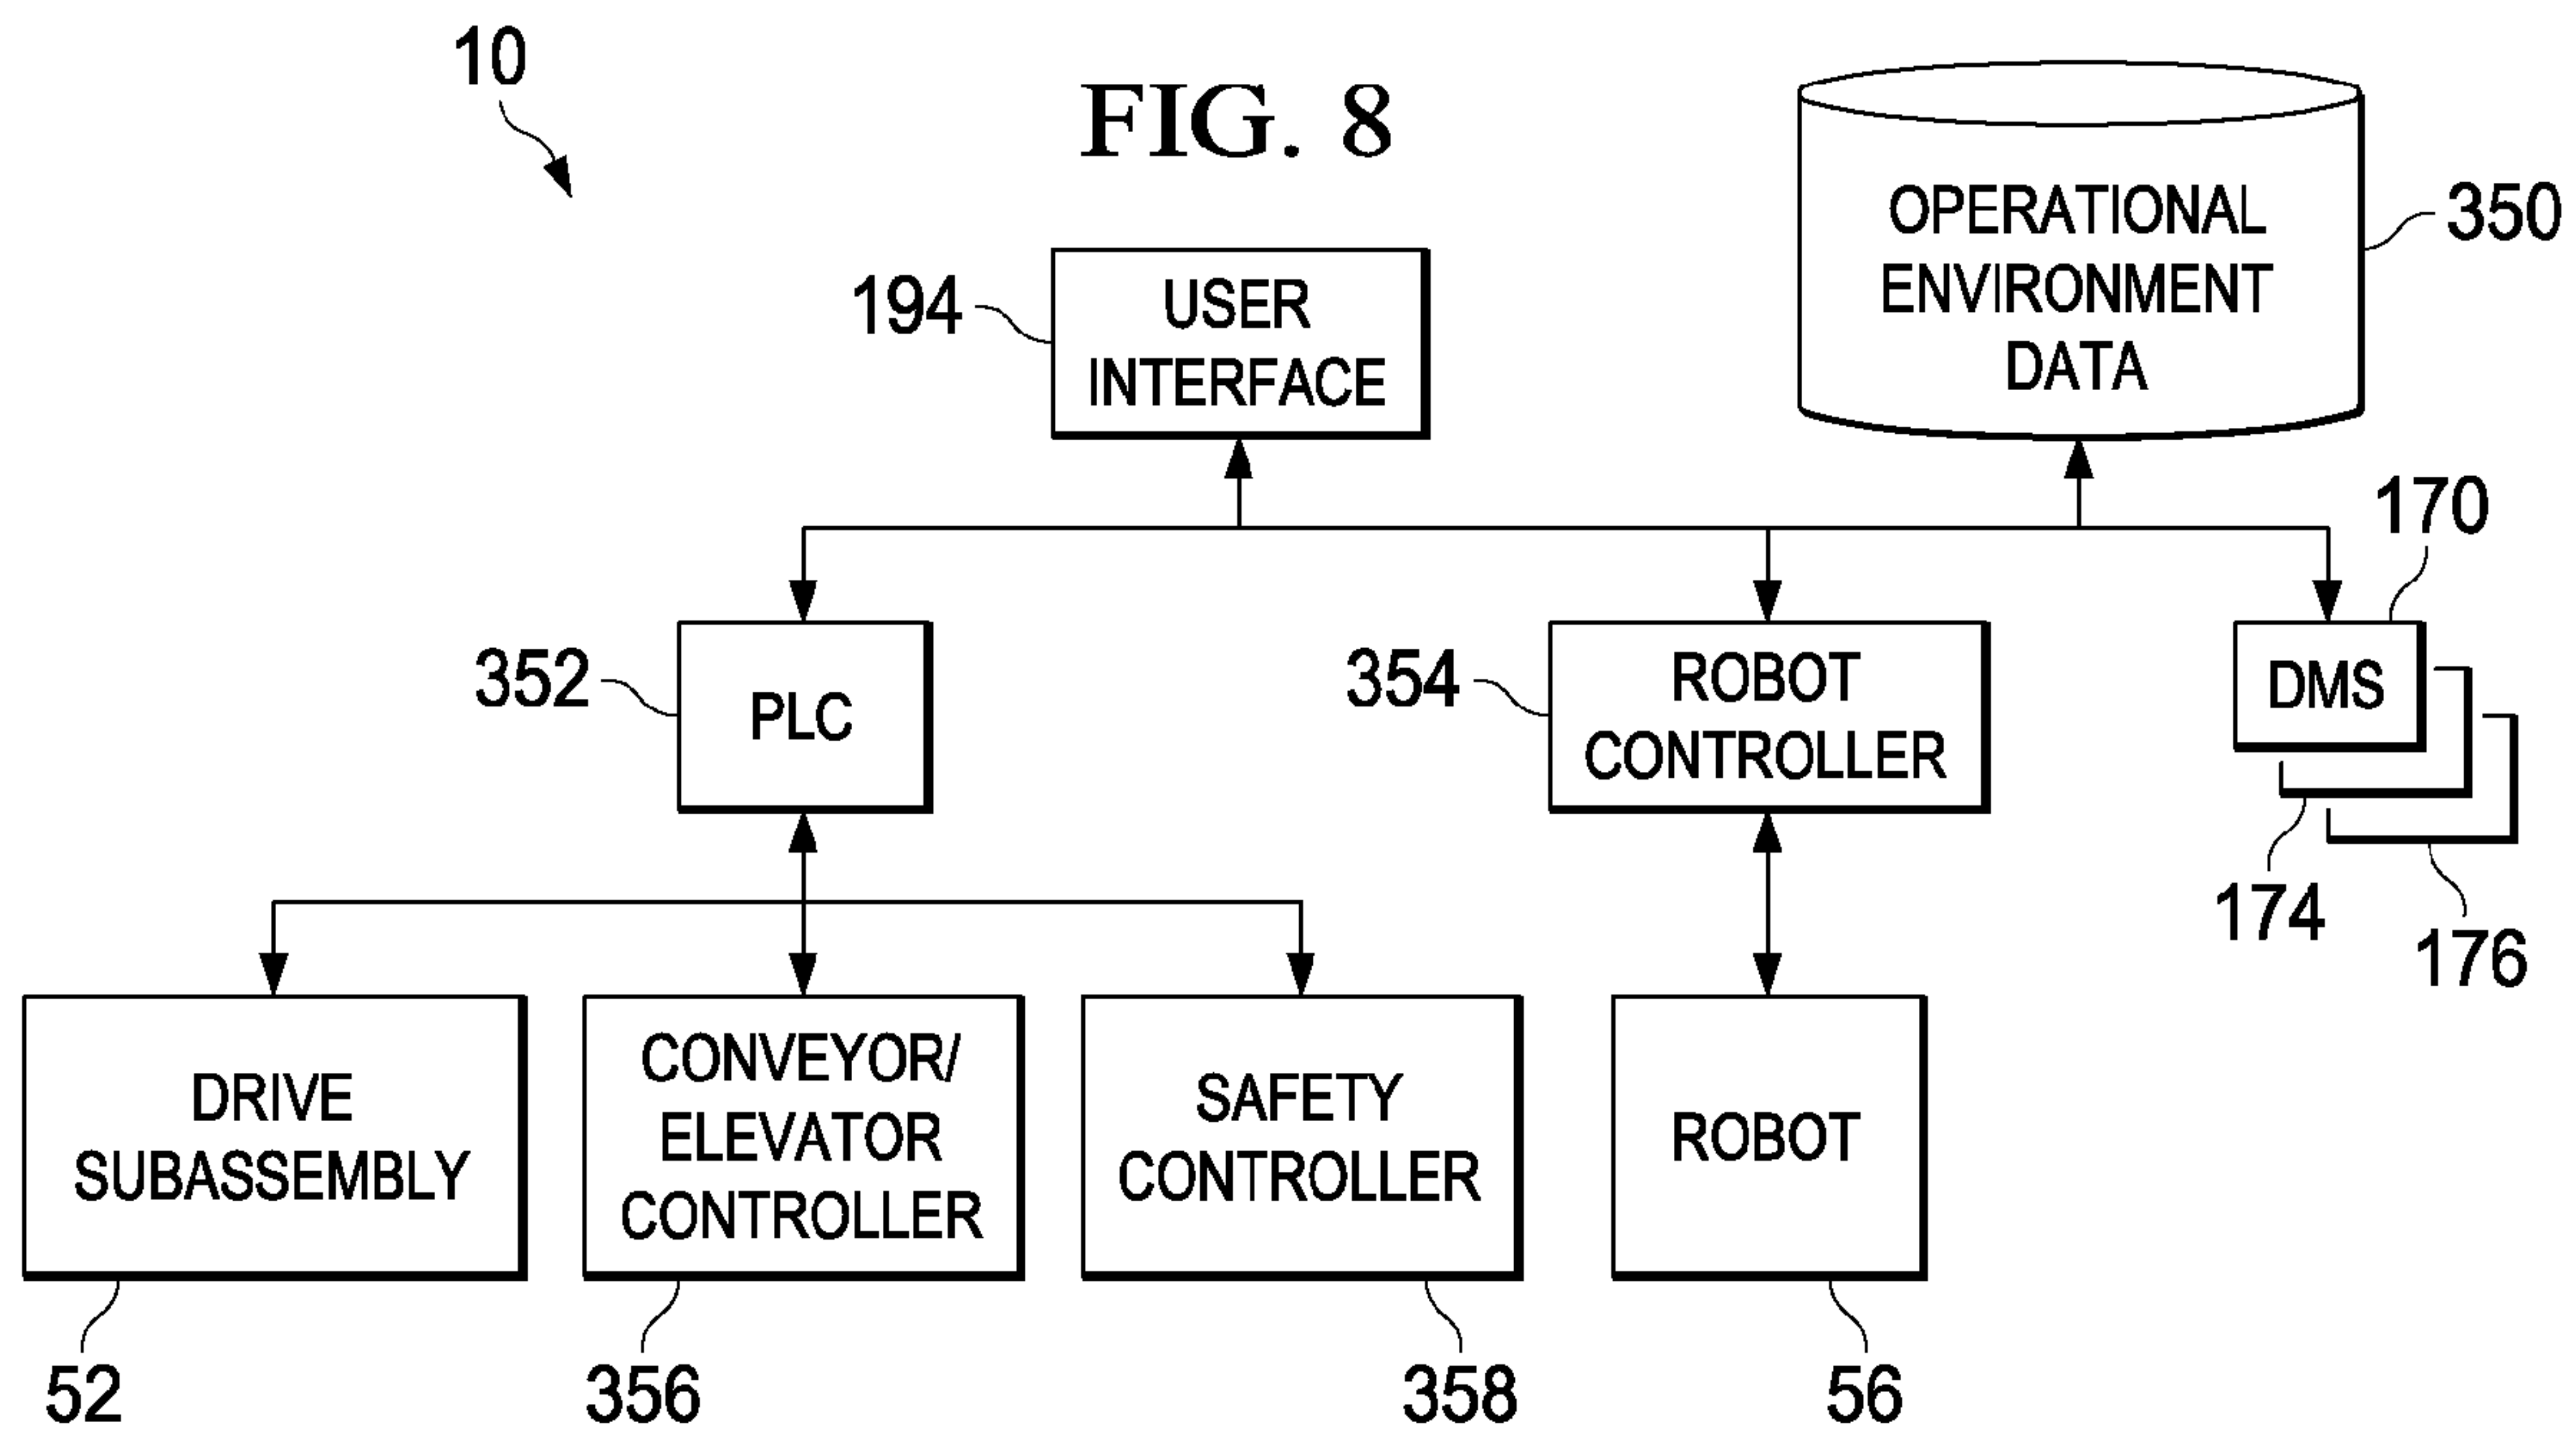 10
FIG. 8
OPERATIONAL
ENVIRONMENT
DATA
350
194
USER
INTERFACE
170
352
PLC
354
ROBOT
CONTROLLER
DMS
174
176
DRIVE
SUBASSEMBLY
CONVEYOR/
ELEVATOR
CONTROLLER
SAFETY
CONTROLLER
ROBOT
52
356
358
56